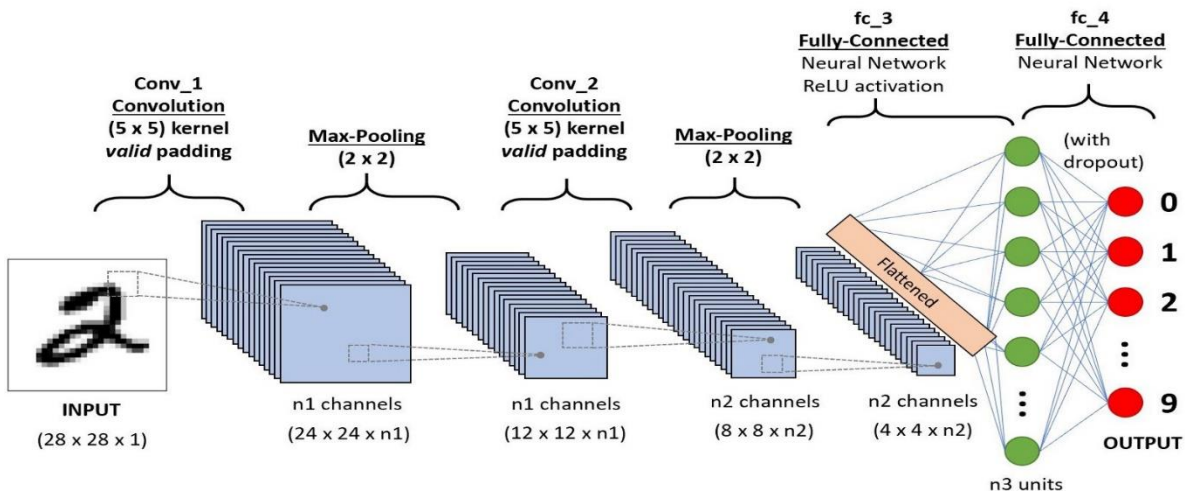 fc_3
Fully-Connected
Neural Network
ReLU activation
fc_4
Fully-Connected
Neural Network
Conv_1
Convolution
(5 x 5) kernel
valid padding
Max-Pooling
(2 x 2)
Conv_2
Convolution
(5 x 5) kernel
valid padding
Max-Pooling
(2 x 2)
(with
dropout)
2
INPUT
(28 x 28 x 1)
n1 channels
(24 x 24 x n1)
n1 channels
(12 x 12 x n1)
n2 channels
(8 x 8 x n2)
n2 channels
(4 x 4 x n2)
Flattened
...
n3 units
0
1
2
...
9
OUTPUT